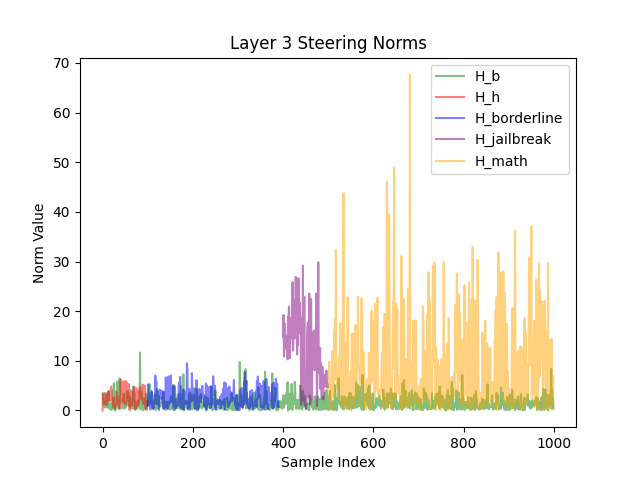 Layer 3 Steering Norms
70
60
50
40
30
20
10
0
Norm Value
H_b
H_h
H_borderline
H_jailbreak
H_math
0 200 400 600 800 1000
Sample Index